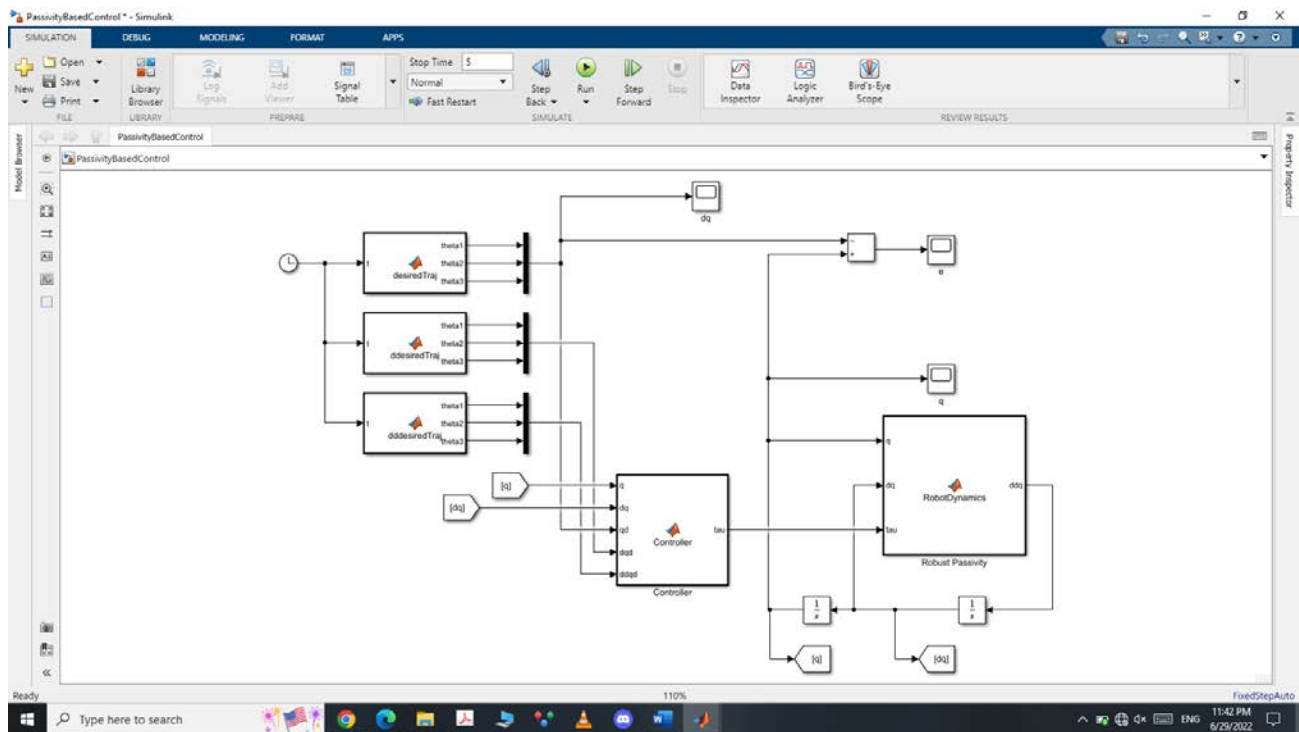 PassivityBasedControl * - Simulink
SIMULATION DEBUG MODELING FORMAT APPS
New
Open
Save
Print
FILE
Library
Browser
LIBRARY
Log
Signals
Add
Viewer
Signal
Table
PREPARE
Stop Time 5
Normal
Fast Restart
Step
Back
Run
Step
Forward
Stop
SIMULATE
Data
Inspector
Logic
Analyzer
Bird's-Eye
Scope
REVIEW RESULTS
Model Browser
PassivityBasedControl
PassivityBasedControl
Property Inspector
dq
t
desiredTraj
theta1
theta2
theta3
e
t
ddesiredTraj
theta1
theta2
theta3
q
t
dddesiredTraj
theta1
theta2
theta3
[q]
[dq]
q
dq
qd
dqd
ddqd
Controller
tau
Controller
q
dq
tau
RobotDynamics
ddq
Robust Passivity
1
s
1
s
[q]
[dq]
Ready 110% FixedStepAuto
Type here to search
ENG
11:42 PM
6/29/2022